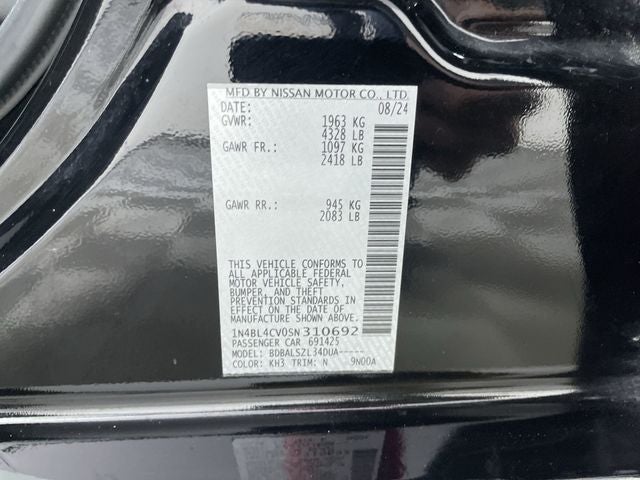 MFD BY NISSAN MOTOR CO., LTD.
DATE: 08/24
GVWR: 1963 KG
4328 LB
GAWR FR.: 1097 KG
2418 LB
GAWR RR.: 945 KG
2083 LB
THIS VEHICLE CONFORMS TO
ALL APPLICABLE FEDERAL
MOTOR VEHICLE SAFETY,
BUMPER, AND THEFT
PREVENTION STANDARDS IN
EFFECT ON THE DATE OF
MANUFACTURE SHOWN ABOVE.
1N4BL4CV0SN310692
PASSENGER CAR 691425
MODEL: BDBALSZL34DUA-----
COLOR: KH3 TRIM: N 9N00A